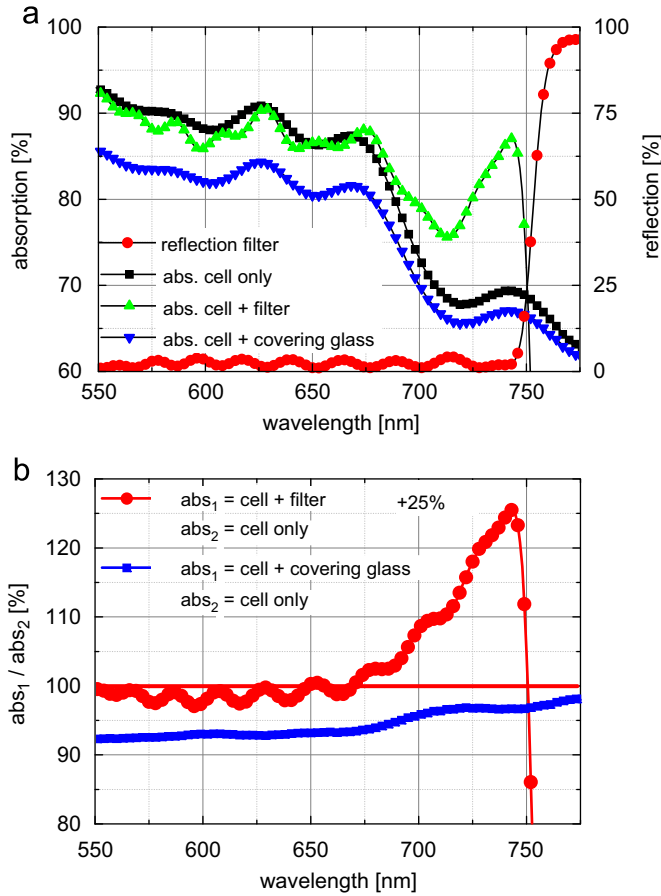 a
100
90
80
70
60
absorption [%]
100
75
50
25
0
reflection [%]
reflection filter
abs. cell only
abs. cell + filter
abs. cell + covering glass
550 600 650 700 750
wavelength [nm]
b
130
120
110
100
90
80
abs₁ / abs₂ [%]
abs₁ = cell + filter +25%
abs₂ = cell only
abs₁ = cell + covering glass
abs₂ = cell only
550 600 650 700 750
wavelength [nm]